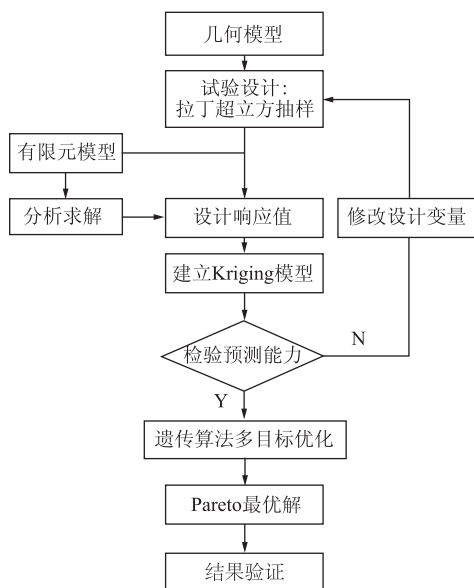 几何模型
试验设计:
拉丁超立方抽样
有限元模型
分析求解
设计响应值
修改设计变量
建立Kriging模型
检验预测能力
N
Y
遗传算法多目标优化
Pareto最优解
结果验证